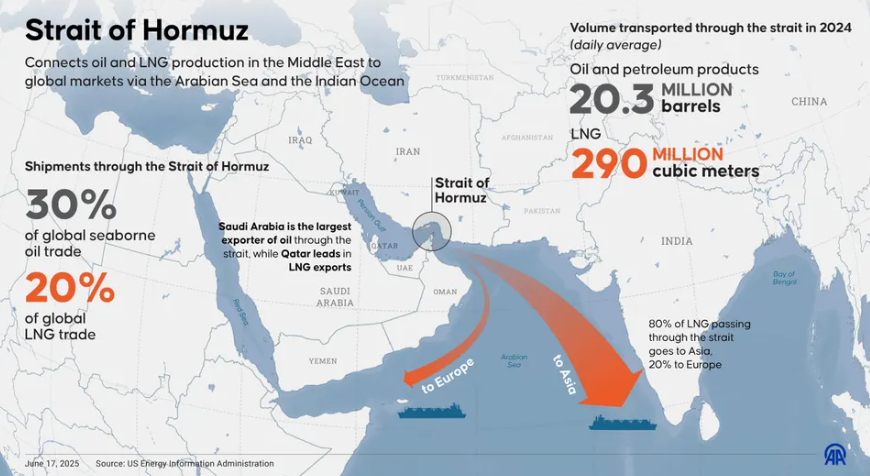 Strait of Hormuz
Connects oil and LNG production in the Middle East to
global markets via the Arabian Sea and the Indian Ocean
Volume transported through the strait in 2024
(daily average)
Oil and petroleum products
20.3 MILLION
barrels
LNG
290 MILLION
cubic meters
Shipments through the Strait of Hormuz
30%
of global seaborne
oil trade
20%
of global
LNG trade
Saudi Arabia is the largest
exporter of oil through the
strait, while Qatar leads in
LNG exports
Strait of
Hormuz
TURKMENISTAN
CHINA
IRAQ
IRAN
AFGHANISTAN
KUWAIT
Persian Gulf
PAKISTAN
QATAR
UAE
INDIA
SAUDI
ARABIA
OMAN
Red Sea
Bay of
Bengal
YEMEN
Arabian
Sea
to Europe
to Asia
80% of LNG passing
through the strait
goes to Asia,
20% to Europe
June 17, 2025 Source: US Energy Information Administration
AA